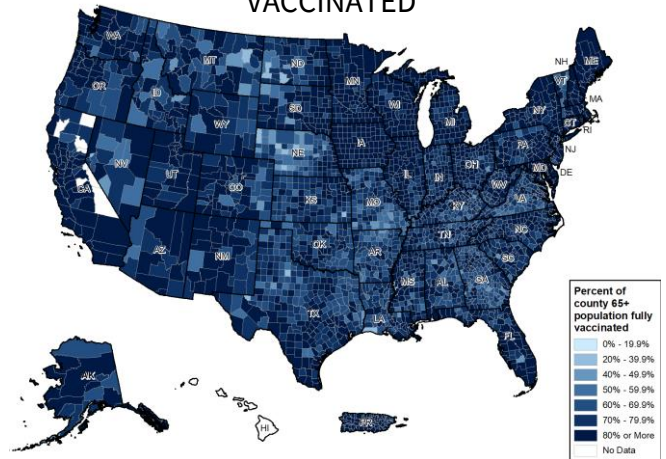 VACCINATED
WA
MT
ND
MN
OR
ID
SD
WI
WY
MI
NH
VT
ME
NY
MA
CT
RI
NV
NE
IA
PA
NJ
CA
UT
CO
IL
IN
OH
MD
DE
WV
KS
MO
KY
VA
AZ
NM
OK
AR
TN
NC
SC
TX
LA
MS
AL
GA
FL
AK
HI
PR
Percent of
county 65+
population fully
vaccinated
0% - 19.9%
20% - 39.9%
40% - 49.9%
50% - 59.9%
60% - 69.9%
70% - 79.9%
80% or More
No Data